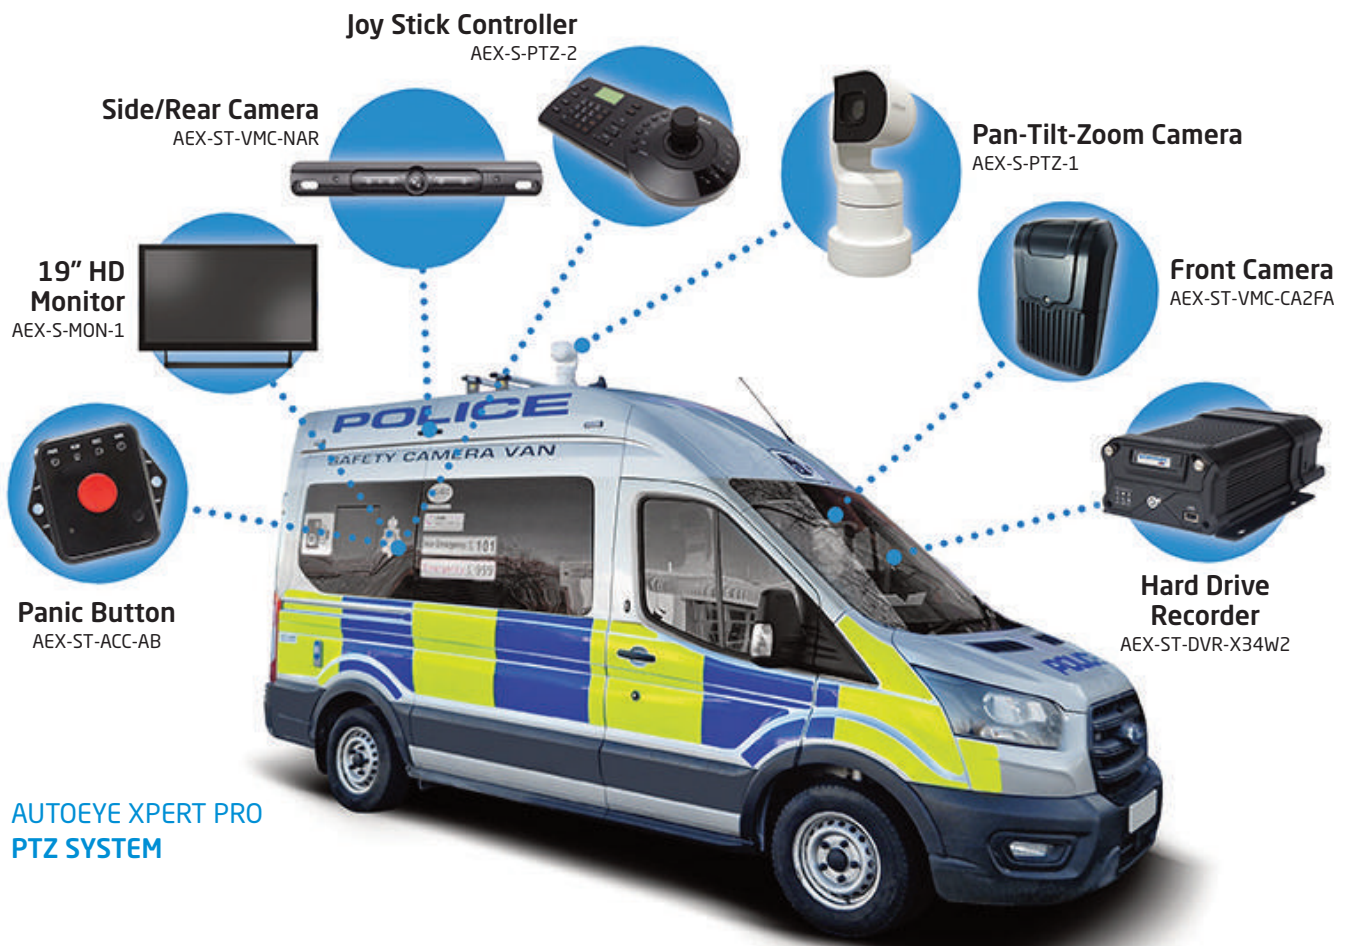 Joy Stick Controller
AEX-S-PTZ-2
Side/Rear Camera
AEX-ST-VMC-NAR
Pan-Tilt-Zoom Camera
AEX-S-PTZ-1
19" HD
Monitor
AEX-S-MON-1
Front Camera
AEX-ST-VMC-CA2FA
Panic Button
AEX-ST-ACC-AB
Hard Drive
Recorder
AEX-ST-DVR-X34W2
POLICE
SAFETY CAMERA VAN
101
999
AUTOEYE XPERT PRO
PTZ SYSTEM